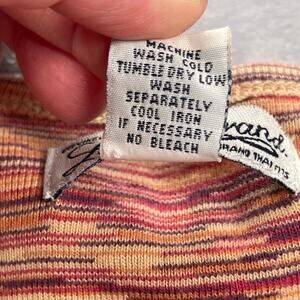 MACHINE
WASH COLD
TUMBLE DRY LOW
WASH
SEPARATELY
COOL IRON
IF NECESSARY
NO BLEACH